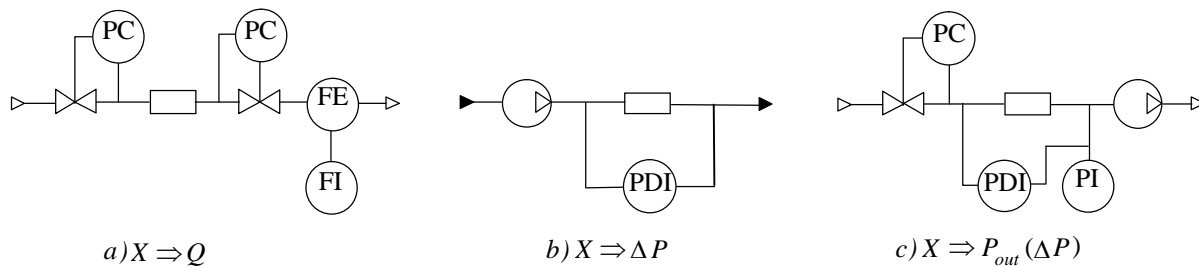 PC
PC
FE
FI
a) X ⇒ Q
PDI
b) X ⇒ ΔP
PC
PDI
PI
c) X ⇒ P_out (ΔP)